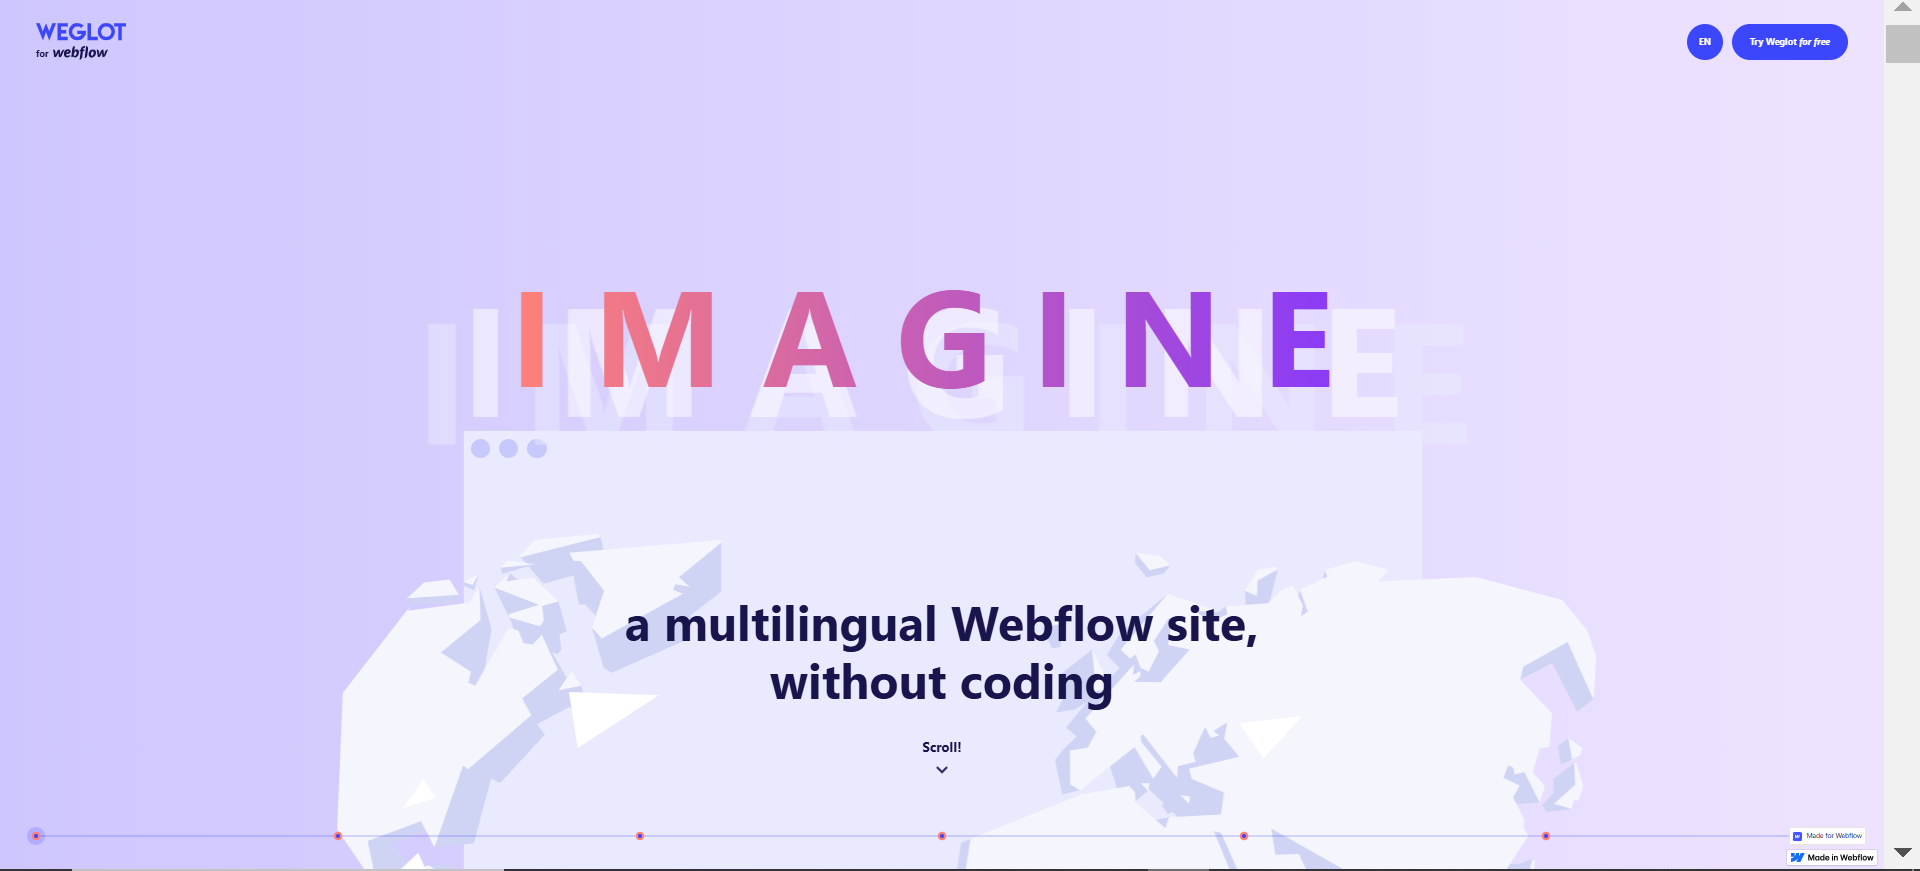 WEGLOT
for webflow
EN
Try Weglot for free
IMAGINE
a multilingual Webflow site,
without coding
Scroll!
Made for Webflow
Made in Webflow